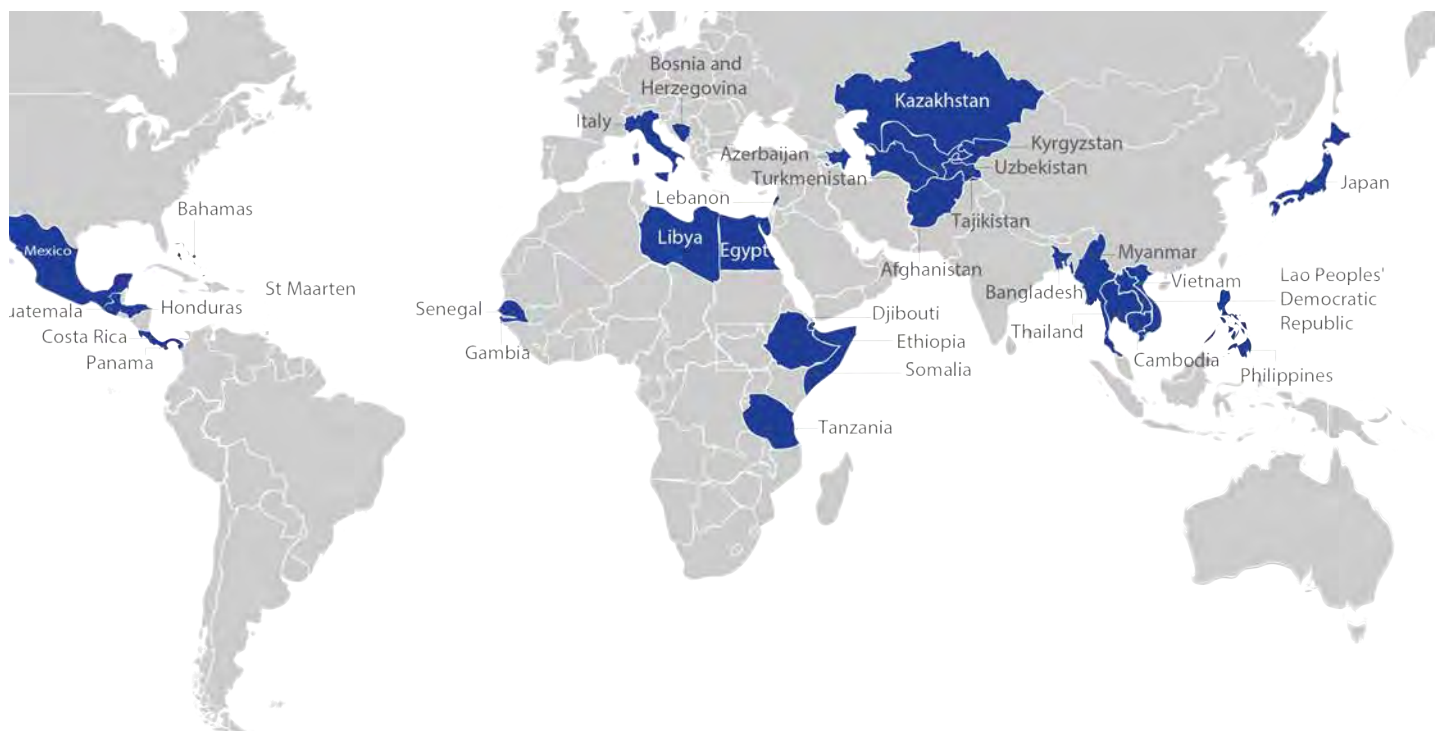 Bosnia and
Herzegovina
Kazakhstan
Italy
Kyrgyzstan
Azerbaijan
Uzbekistan
Turkmenistan
Japan
Lebanon
Bahamas
Tajikistan
Libya
Egypt
Mexico
Myanmar
Afghanistan
Vietnam
Lao Peoples'
Democratic
Republic
St Maarten
Bangladesh
Honduras
uatemala
Senegal
Djibouti
Thailand
Costa Rica
Ethiopia
Gambia
Cambodia
Panama
Somalia
Philippines
Tanzania